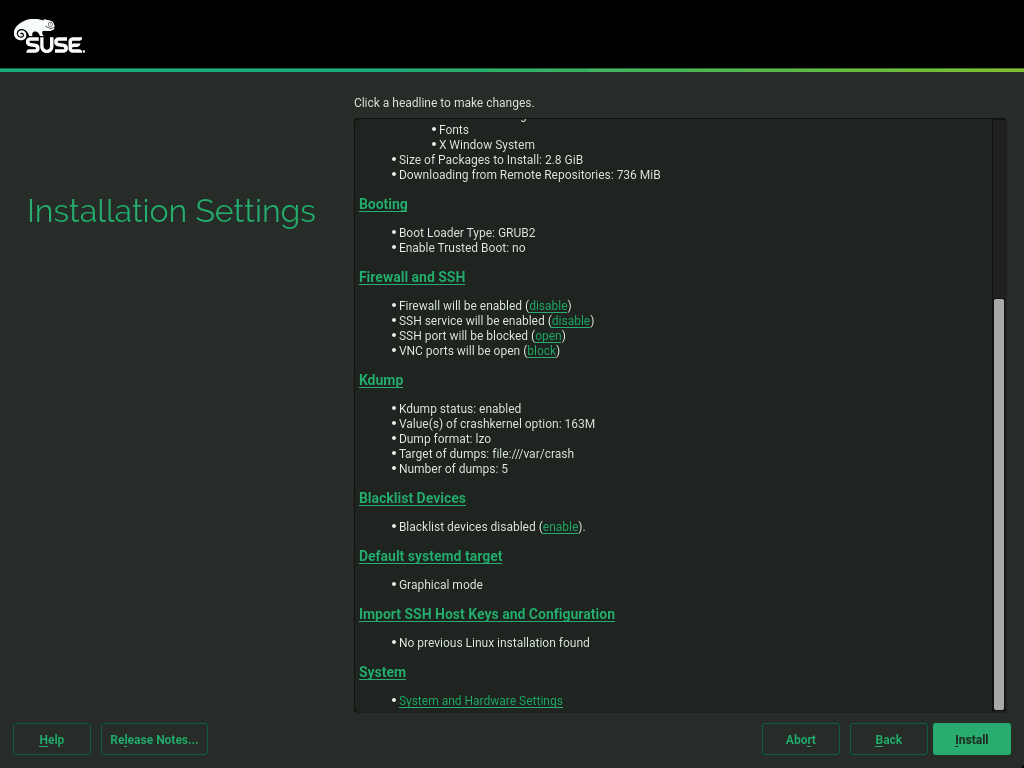 SUSE.
Click a headline to make changes.
Installation Settings
• Fonts
• X Window System
• Size of Packages to Install: 2.8 GiB
• Downloading from Remote Repositories: 736 MiB
Booting
• Boot Loader Type: GRUB2
• Enable Trusted Boot: no
Firewall and SSH
• Firewall will be enabled (disable)
• SSH service will be enabled (disable)
• SSH port will be blocked (open)
• VNC ports will be open (block)
Kdump
• Kdump status: enabled
• Value(s) of crashkernel option: 163M
• Dump format: lzo
• Target of dumps: file:///var/crash
• Number of dumps: 5
Blacklist Devices
• Blacklist devices disabled (enable).
Default systemd target
• Graphical mode
Import SSH Host Keys and Configuration
• No previous Linux installation found
System
• System and Hardware Settings
Help
Release Notes...
Abort
Back
Install